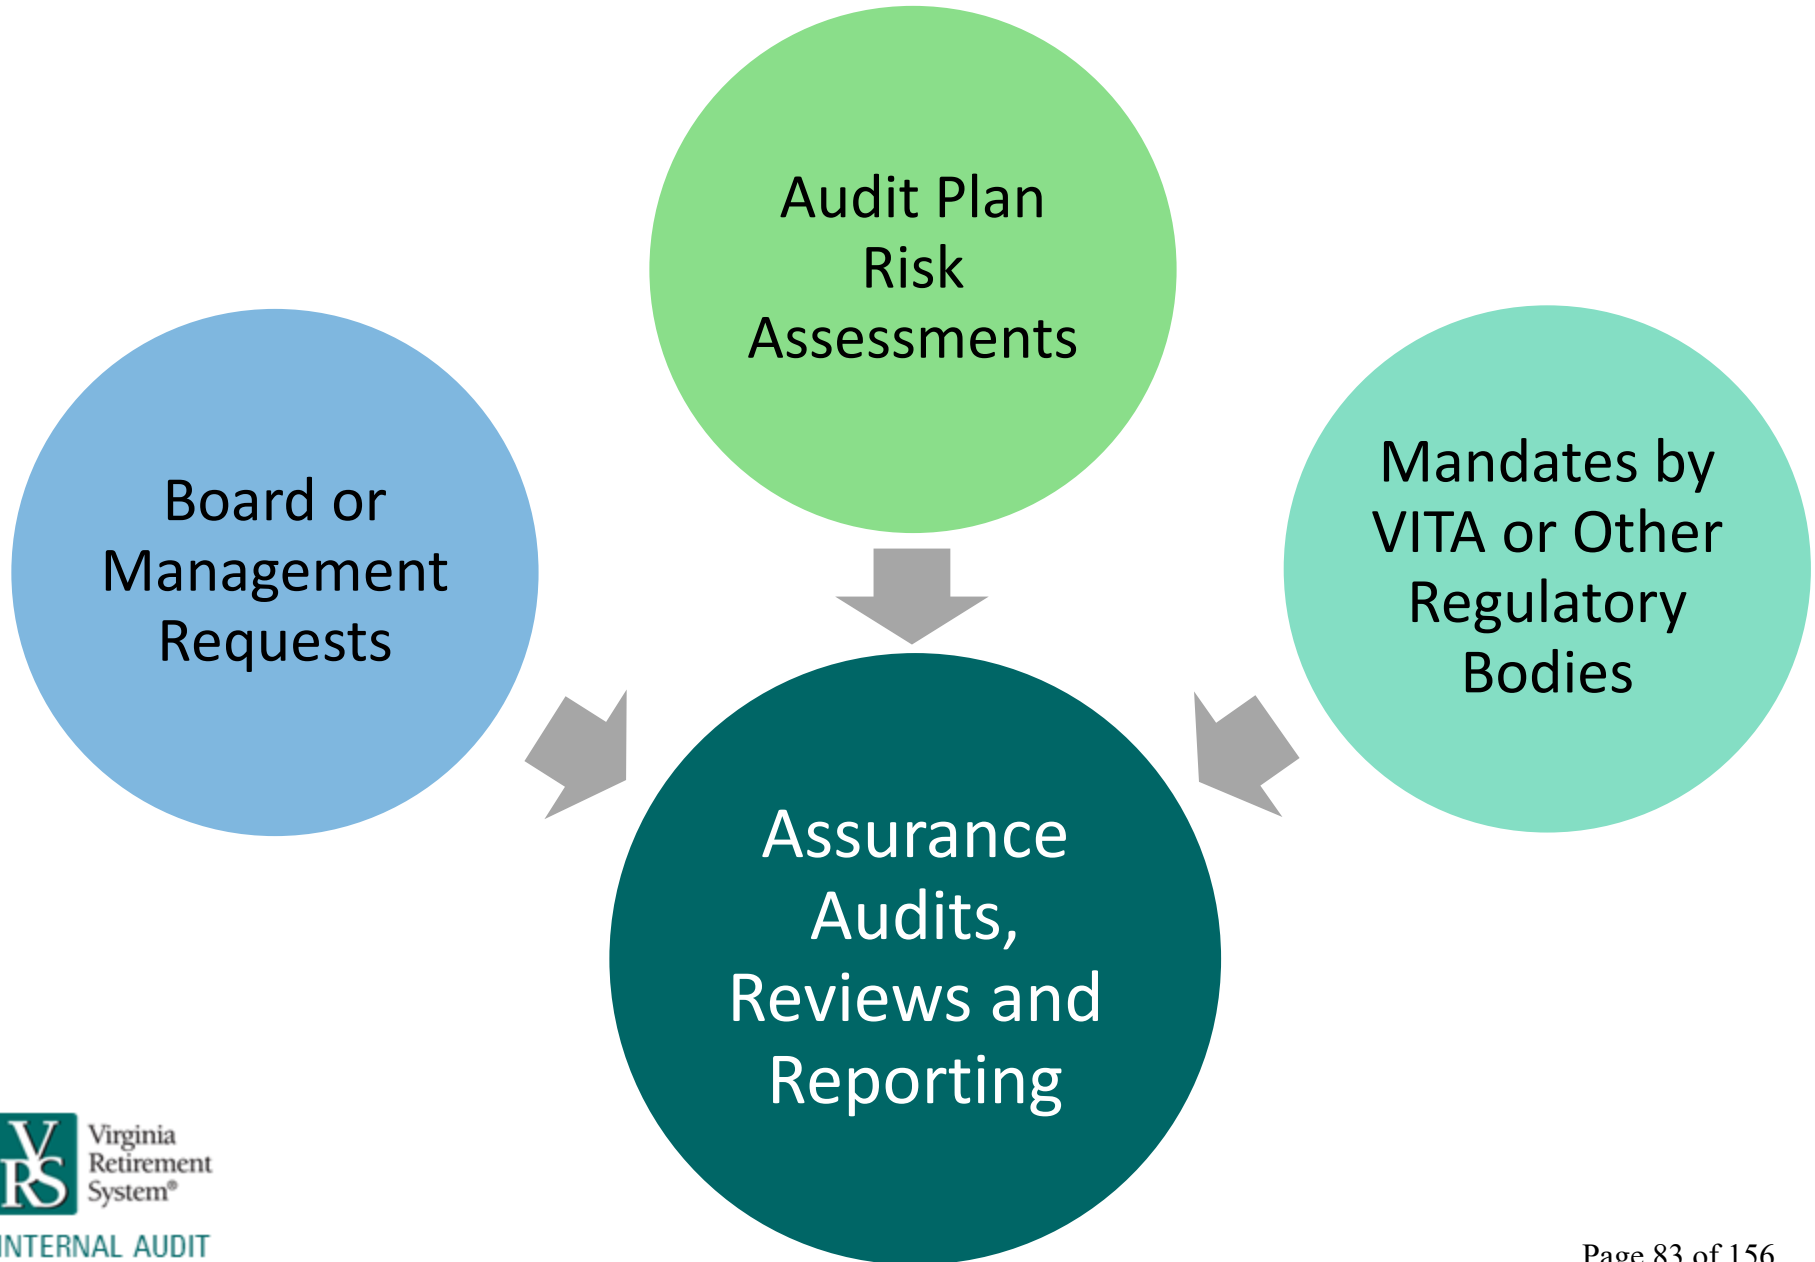 Audit Plan
Risk
Assessments
Board or
Management
Requests
Mandates by
VITA or Other
Regulatory
Bodies
Assurance
Audits,
Reviews and
Reporting
VRS
Virginia
Retirement
System®
INTERNAL AUDIT
Page 83 of 156